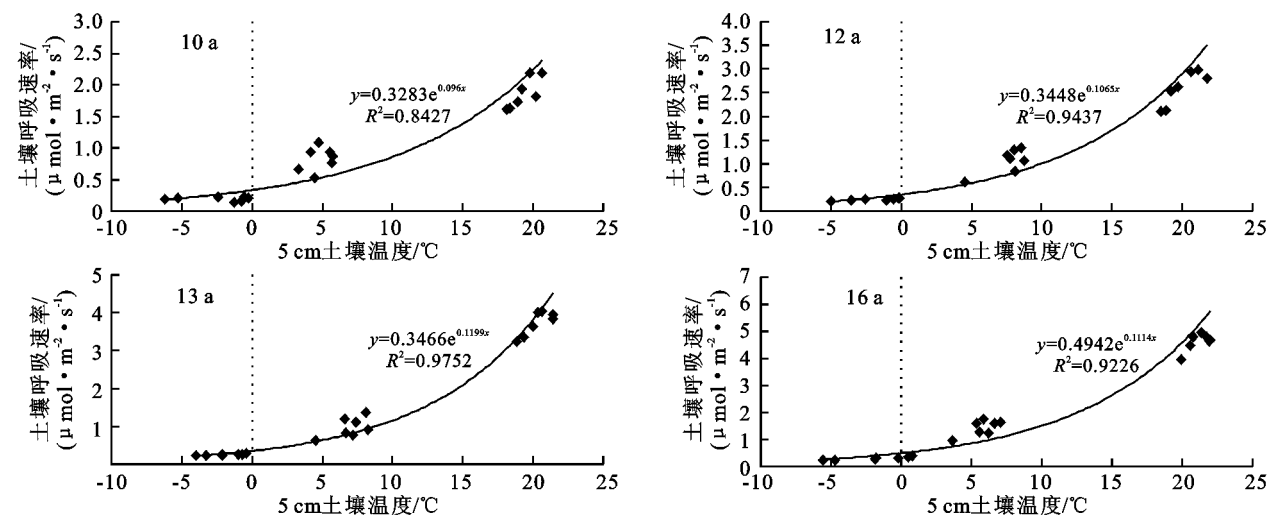 土壤呼吸速率/
(μmol·m⁻²·s⁻¹)
3.0
2.5
2.0
1.5
1.0
0.5
0
10 a
y=0.3283e^0.096x
R²=0.8427
-10 -5 0 5 10 15 20 25
5 cm土壤温度/℃
土壤呼吸速率/
(μmol·m⁻²·s⁻¹)
4.0
3.5
3.0
2.5
2.0
1.5
1.0
0.5
0
12 a
y=0.3448e^0.1065x
R²=0.9437
-10 -5 0 5 10 15 20 25
5 cm土壤温度/℃
土壤呼吸速率/
(μmol·m⁻²·s⁻¹)
5
4
3
2
1
13 a
y=0.3466e^0.1199x
R²=0.9752
-10 -5 0 5 10 15 20 25
5 cm土壤温度/℃
土壤呼吸速率/
(μmol·m⁻²·s⁻¹)
7
6
5
4
3
2
1
0
16 a
y=0.4942e^0.1114x
R²=0.9226
-10 -5 0 5 10 15 20 25
5 cm土壤温度/℃